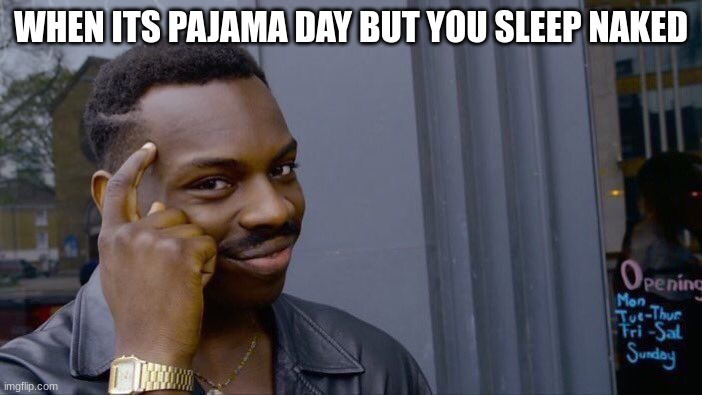 WHEN ITS PAJAMA DAY BUT YOU SLEEP NAKED
Opening
Mon
Tue-Thur
Fri-Sat
Sunday
imgflip.com